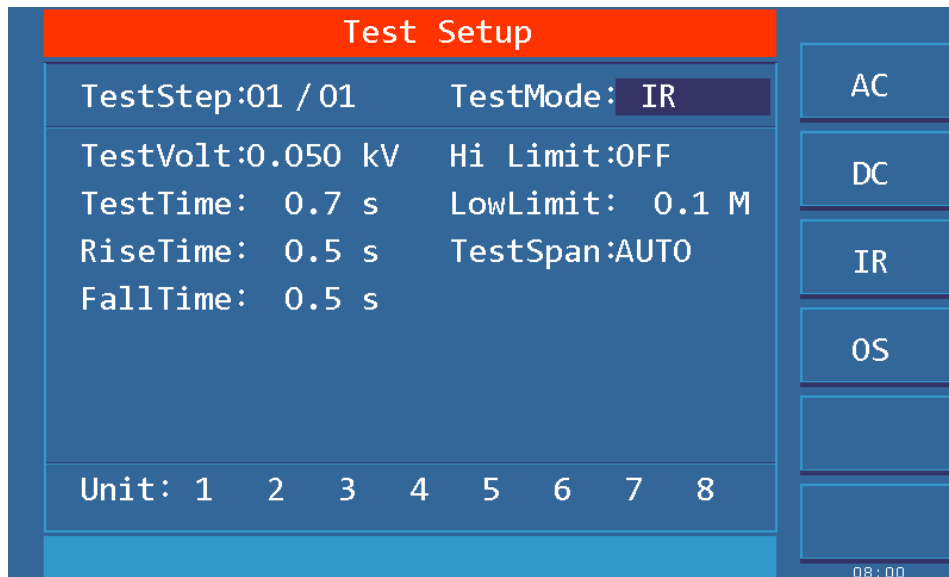 Test Setup
TestStep:01 / 01 TestMode: IR
TestVolt:0.050 kV Hi Limit:OFF
TestTime: 0.7 s LowLimit: 0.1 M
RiseTime: 0.5 s TestSpan:AUTO
FallTime: 0.5 s
Unit: 1 2 3 4 5 6 7 8
AC
DC
IR
OS
08:00